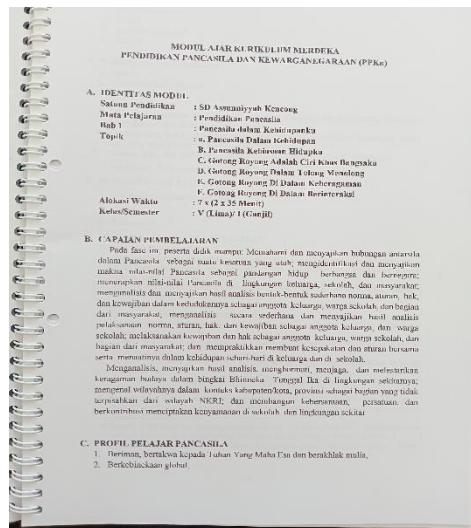 MODUL AJAR KURIKULUM MERDEKA
PENDIDIKAN PANCASILA DAN KEWARGANEGARAAN (PPKn)
A. IDENTITAS MODUL
Satuan Pendidikan : SD Assunniyyah Kencong
Mata Pelajaran : Pendidikan Pancasila
Bab 1 : Pancasila dalam Kehidupanku
Topik : a. Pancasila Dalam Kehidupan
B. Pancasila Kebiasaan Hidupku
C. Gotong Royong Adalah Ciri Khas Bangsaku
D. Gotong Royong Dalam Tolong Menolong
E. Gotong Royong Di Dalam Keberagaman
F. Gotong Royong Di Dalam Berinteraksi
Alokasi Waktu : 7 x (2 x 35 Menit)
Kelas/Semester : V (Lima)/ I (Ganjil)
B. CAPAIAN PEMBELAJARAN
Pada fase ini, peserta didik mampu: Memahami dan menyajikan hubungan antarsila
dalam Pancasila sebagai suatu kesatuan yang utuh; mengidentifikasi dan menyajikan
makna nilai-nilai Pancasila sebagai pandangan hidup berbangsa dan bernegara;
menerapkan nilai-nilai Pancasila di lingkungan keluarga, sekolah, dan masyarakat;
menganalisis dan menyajikan hasil analisis bentuk-bentuk sederhana norma, aturan, hak,
dan kewajiban dalam kedudukannya sebagai anggota keluarga, warga sekolah, dan bagian
dari masyarakat; menganalisis secara sederhana dan menyajikan hasil analisis
pelaksanaan norma, aturan, hak, dan kewajiban sebagai anggota keluarga, dan warga
sekolah; melaksanakan kewajiban dan hak sebagai anggota keluarga, warga sekolah, dan
bagian dari masyarakat; dan mempraktikkan membuat kesepakatan dan aturan bersama
serta menaatinya dalam kehidupan sehari-hari di keluarga dan di sekolah.
Menganalisis, menyajikan hasil analisis, menghormati, menjaga, dan melestarikan
keragaman budaya dalam bingkai Bhinneka Tunggal Ika di lingkungan sekitarnya;
mengenal wilayahnya dalam konteks kabupaten/kota, provinsi sebagai bagian yang tidak
terpisahkan dari wilayah NKRI; dan membangun kebersamaan, persatuan, dan
berkontribusi menciptakan kenyamanan di sekolah dan lingkungan sekitar
C. PROFIL PELAJAR PANCASILA
1. Beriman, bertakwa kepada Tuhan Yang Maha Esa dan berakhlak mulia,
2. Berkebinekaan global,